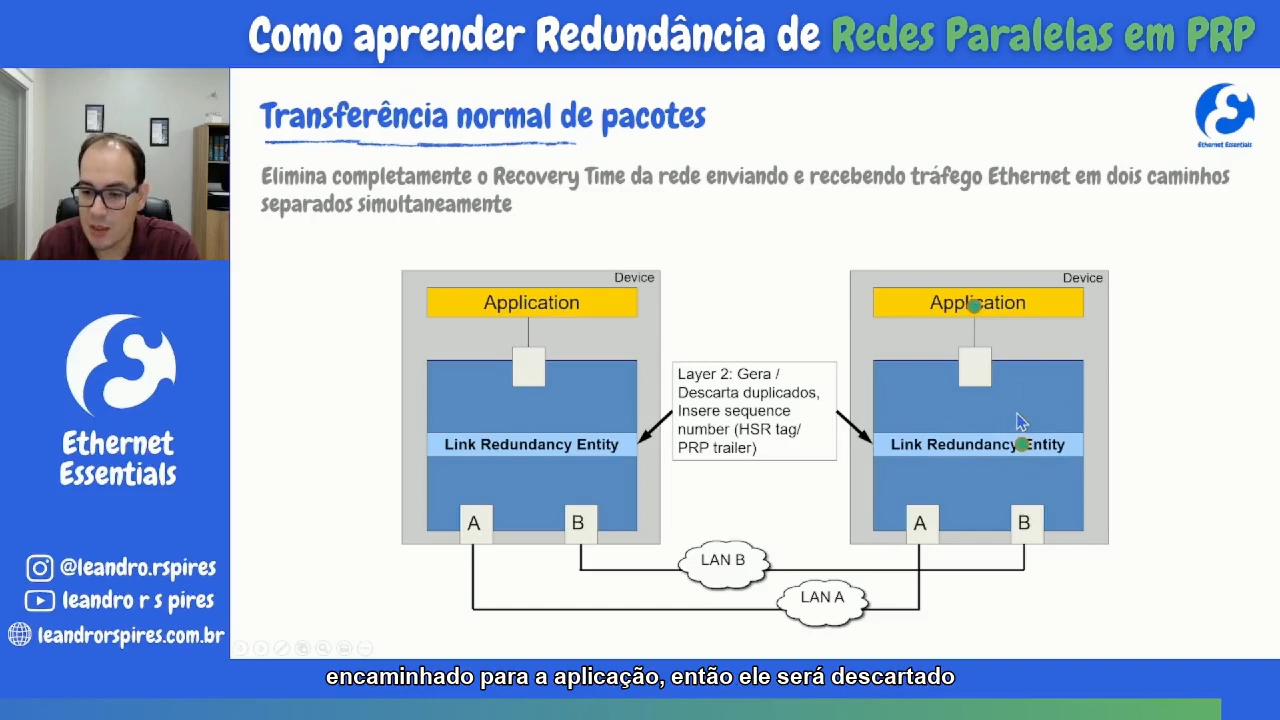 Como aprender Redundância de Redes Paralelas em PRP
Transferência normal de pacotes
Ethernet Essentials
Elimina completamente o Recovery Time da rede enviando e recebendo tráfego Ethernet em dois caminhos
separados simultaneamente
Device
Application
Link Redundancy Entity
A
B
Layer 2: Gera /
Descarta duplicados,
Insere sequence
number (HSR tag/
PRP trailer)
Device
Application
Link Redundancy Entity
A
B
LAN B
LAN A
Ethernet
Essentials
@leandro.rspires
leandro r s pires
leandrorspires.com.br
encaminhado para a aplicação, então ele será descartado